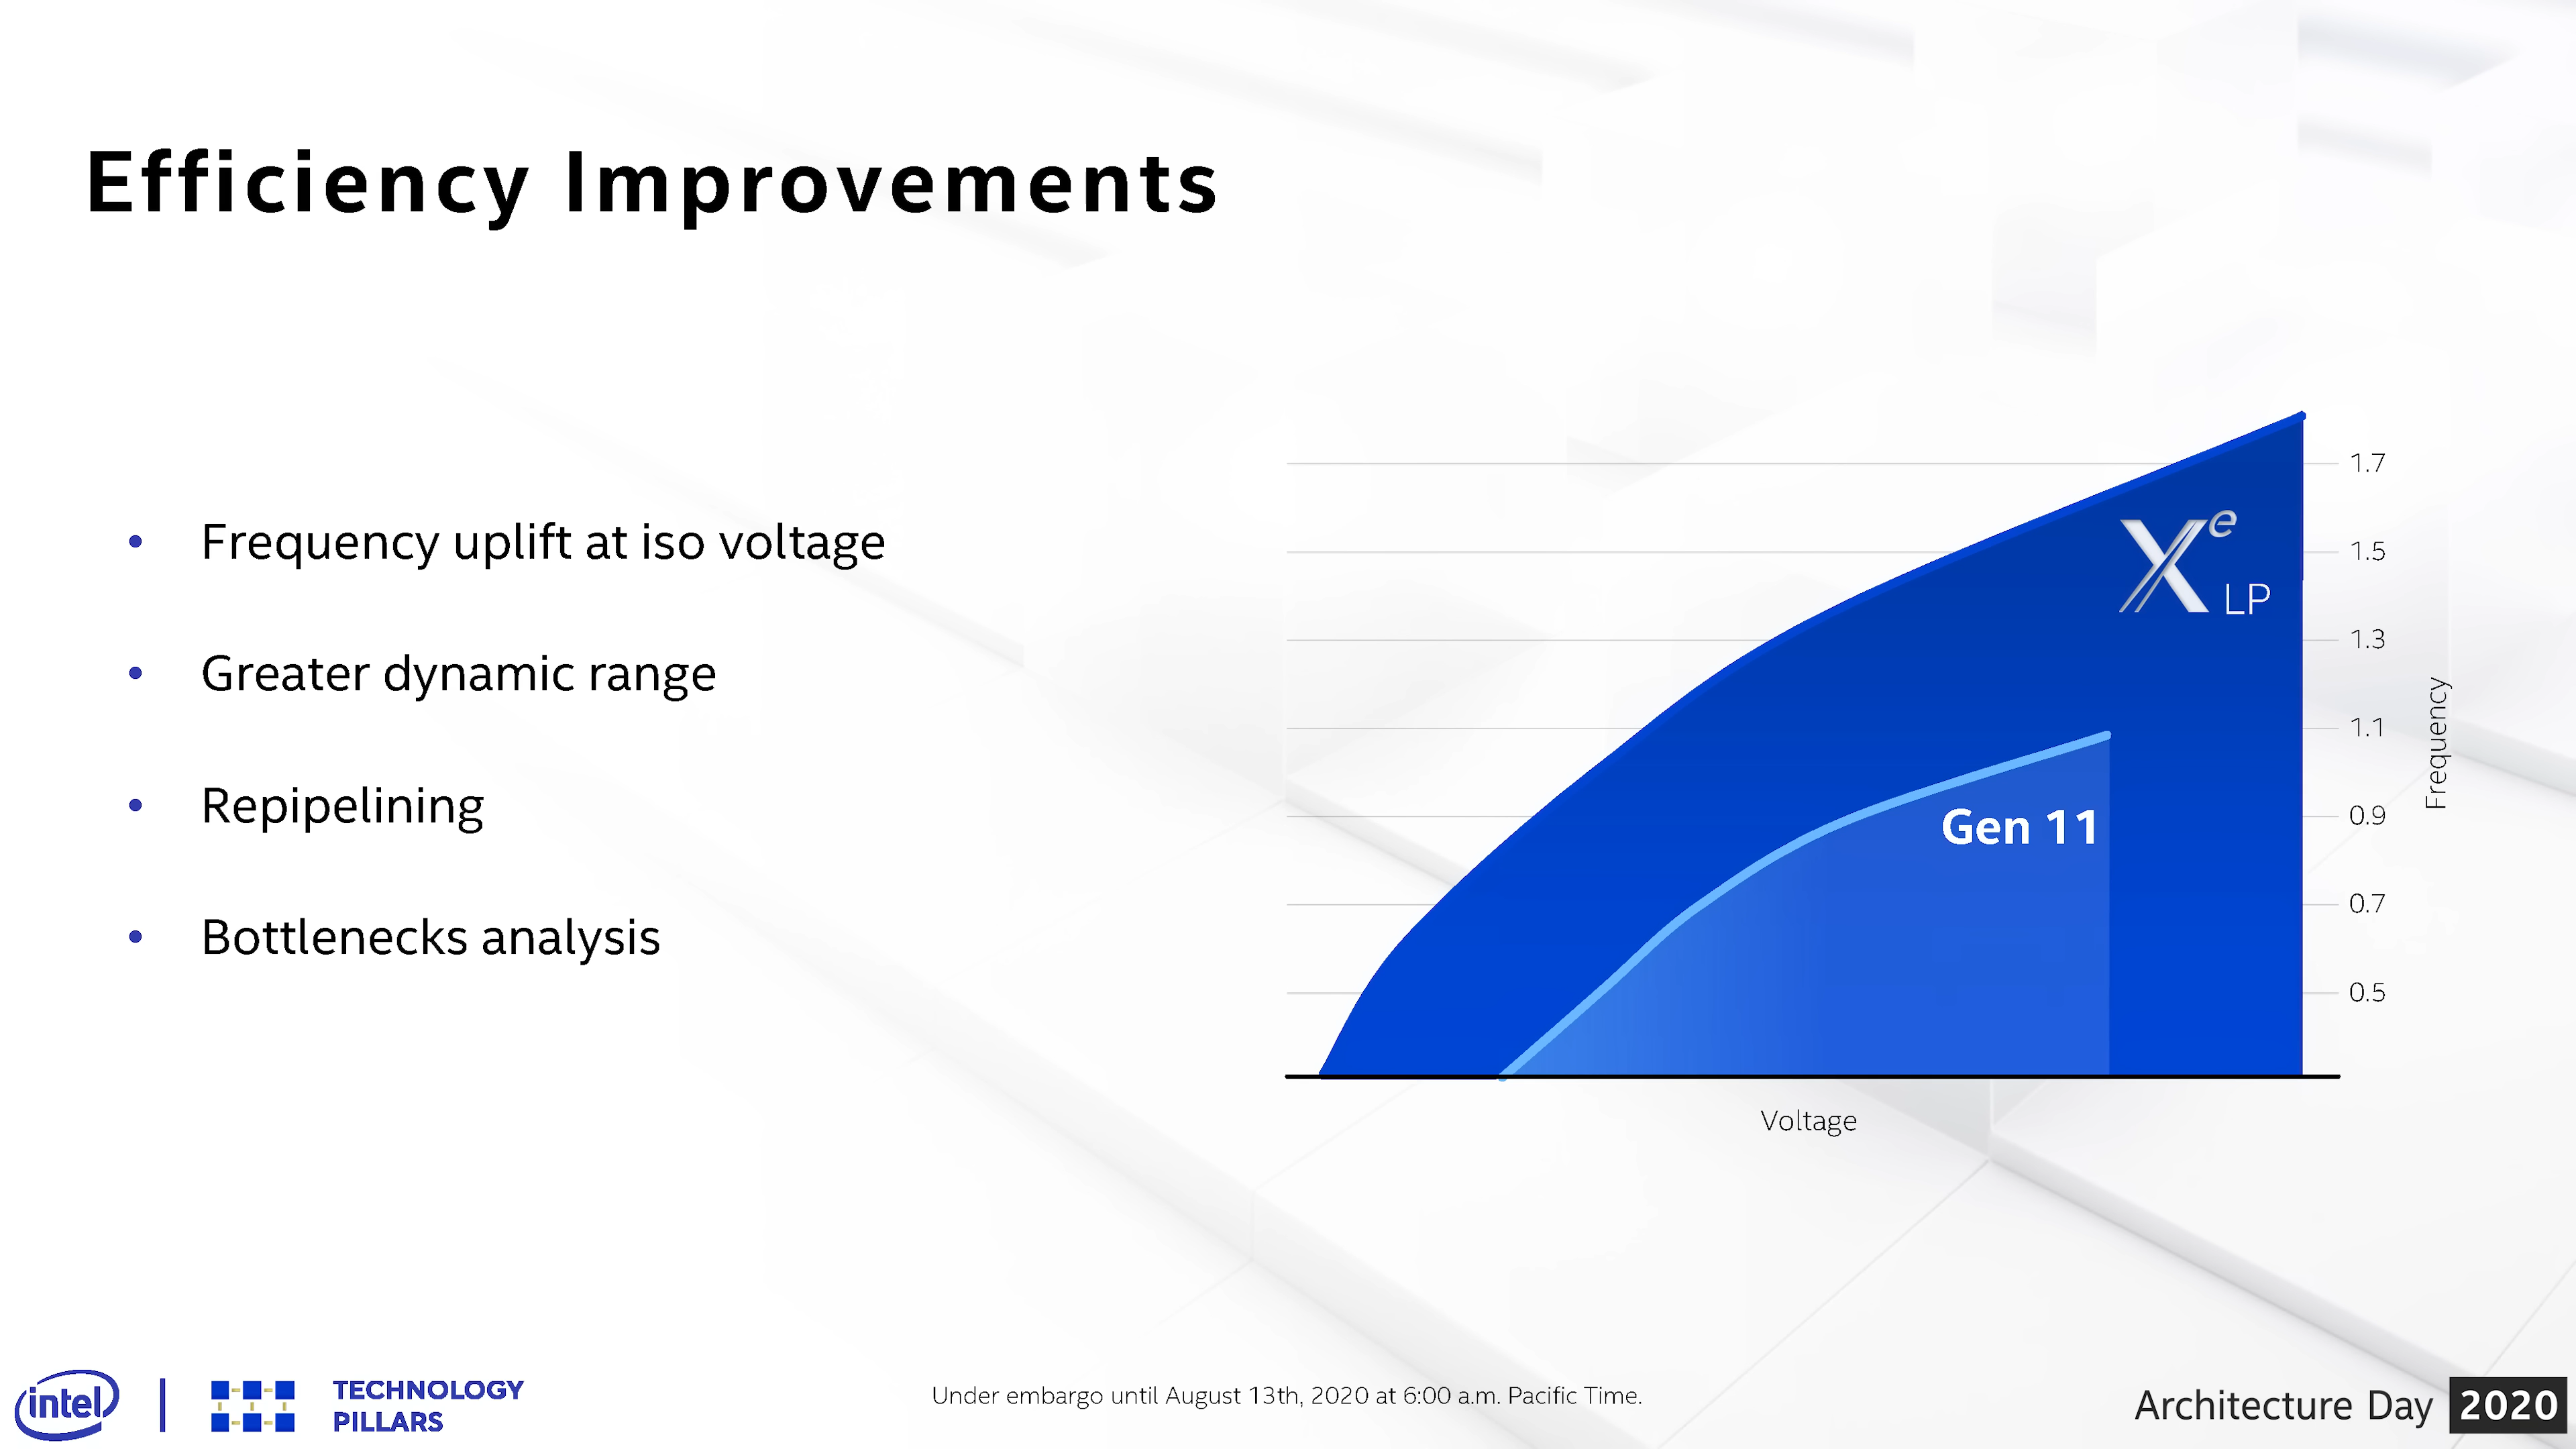 Efficiency Improvements
• Frequency uplift at iso voltage
• Greater dynamic range
• Repipelining
• Bottlenecks analysis
1.7
1.5
1.3
1.1
0.9
0.7
0.5
Frequency
Xe LP
Gen 11
Voltage
intel
TECHNOLOGY
PILLARS
Under embargo until August 13th, 2020 at 6:00 a.m. Pacific Time.
Architecture Day 2020